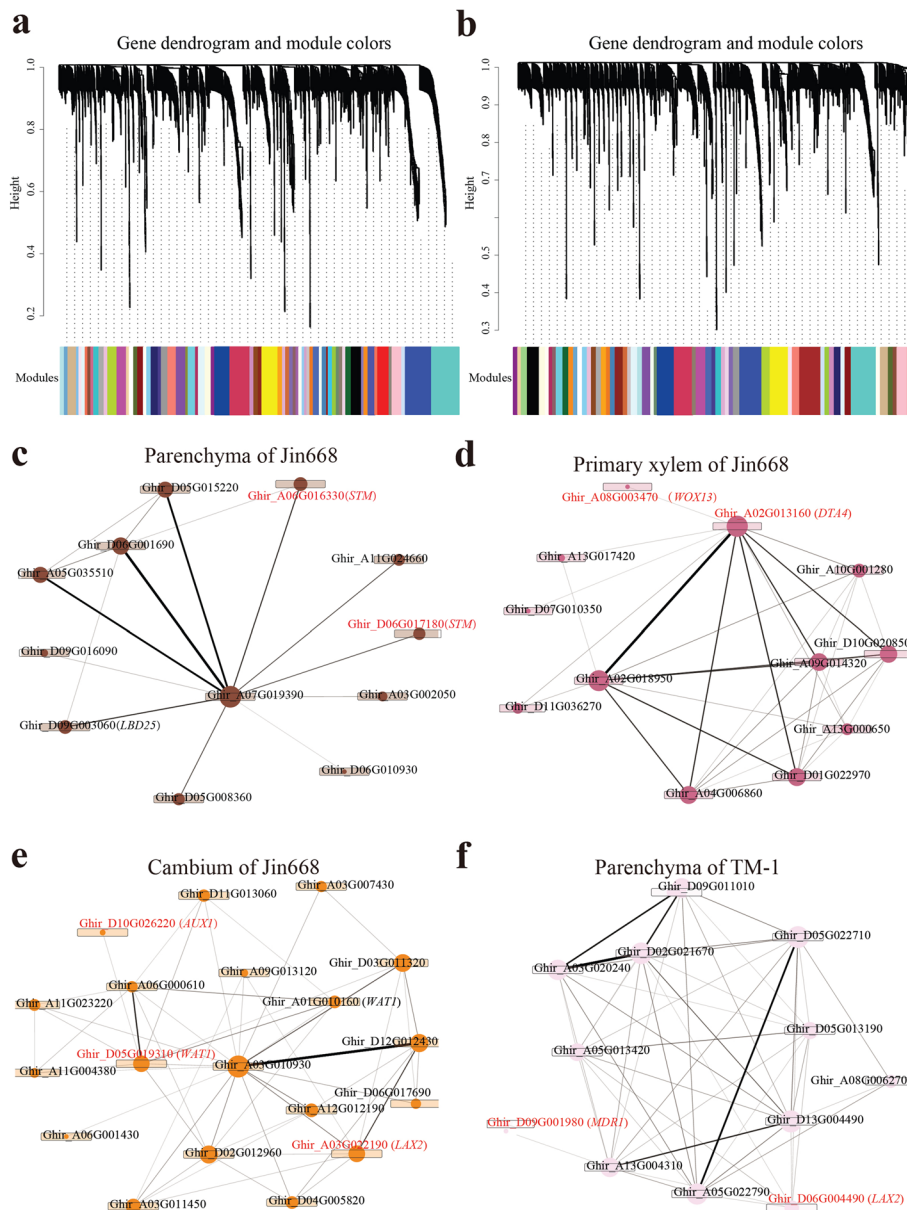 a
Gene dendrogram and module colors
Height
1.0
0.8
0.6
0.4
0.2
Modules
b
Gene dendrogram and module colors
1.0
0.9
0.8
0.7
0.6
0.5
0.4
0.3
Modules
c
Parenchyma of Jin668
Ghir_D05G015220
Ghir_A06G016330(STM)
Ghir_D06G001690
Ghir_A11G024660
Ghir_A05G035510
Ghir_D06G017180(STM)
Ghir_D09G016090
Ghir_A07G019390
Ghir_A03G002050
Ghir_D09G003060(LBD25)
Ghir_D06G010930
Ghir_D05G008360
d
Primary xylem of Jin668
Ghir_A08G003470 (WOX13)
Ghir_A02G013160 (DTA4)
Ghir_A13G017420
Ghir_A10G001280
Ghir_D07G010350
Ghir_D10G020850
Ghir_A09G014320
Ghir_A02G018950
Ghir_D11G036270
Ghir_A13G000650
Ghir_D01G022970
Ghir_A04G006860
e
Cambium of Jin668
Ghir_A03G007430
Ghir_D11G013060
Ghir_D10G026220 (AUX1)
Ghir_D03G011320
Ghir_A09G013120
Ghir_A06G000610
Ghir_A11G023220
Ghir_A01G010160 (WAT1)
Ghir_D12G012430
Ghir_D05G019310 (WAT1)
Ghir_A03G010930
Ghir_A11G004380
Ghir_D06G017690
Ghir_A12G012190
Ghir_A06G001430
Ghir_A03G022190 (LAX2)
Ghir_D02G012960
Ghir_A03G011450
Ghir_D04G005820
f
Parenchyma of TM-1
Ghir_D09G011010
Ghir_D05G022710
Ghir_D02G021670
Ghir_A03G020240
Ghir_D05G013190
Ghir_A05G013420
Ghir_A08G006270
Ghir_D09G001980 (MDR1)
Ghir_D13G004490
Ghir_A13G004310
Ghir_A05G022790
Ghir_D06G004490 (LAX2)